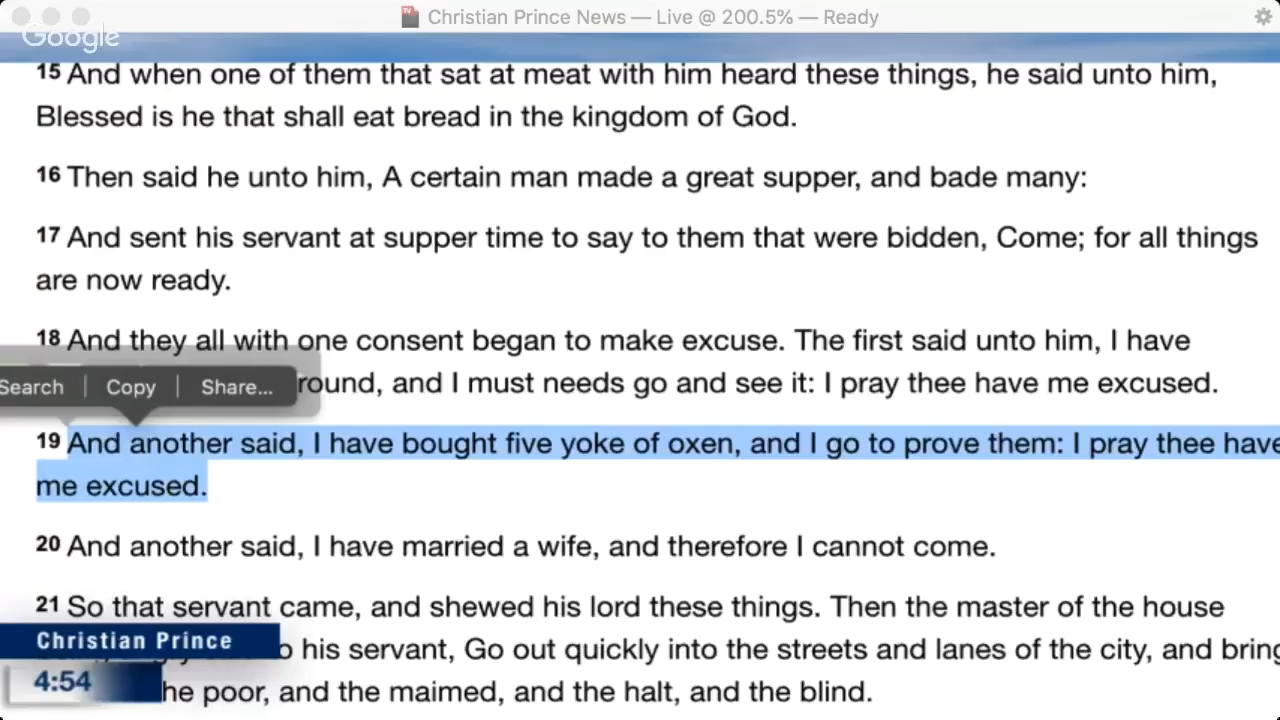 Christian Prince News — Live @ 200.5% — Ready
Google
15 And when one of them that sat at meat with him heard these things, he said unto him,
Blessed is he that shall eat bread in the kingdom of God.
16 Then said he unto him, A certain man made a great supper, and bade many:
17 And sent his servant at supper time to say to them that were bidden, Come; for all things
are now ready.
18 And they all with one consent began to make excuse. The first said unto him, I have
Search Copy Share...
round, and I must needs go and see it: I pray thee have me excused.
19 And another said, I have bought five yoke of oxen, and I go to prove them: I pray thee have
me excused.
20 And another said, I have married a wife, and therefore I cannot come.
21 So that servant came, and shewed his lord these things. Then the master of the house
Christian Prince
his servant, Go out quickly into the streets and lanes of the city, and bring
4:54
he poor, and the maimed, and the halt, and the blind.